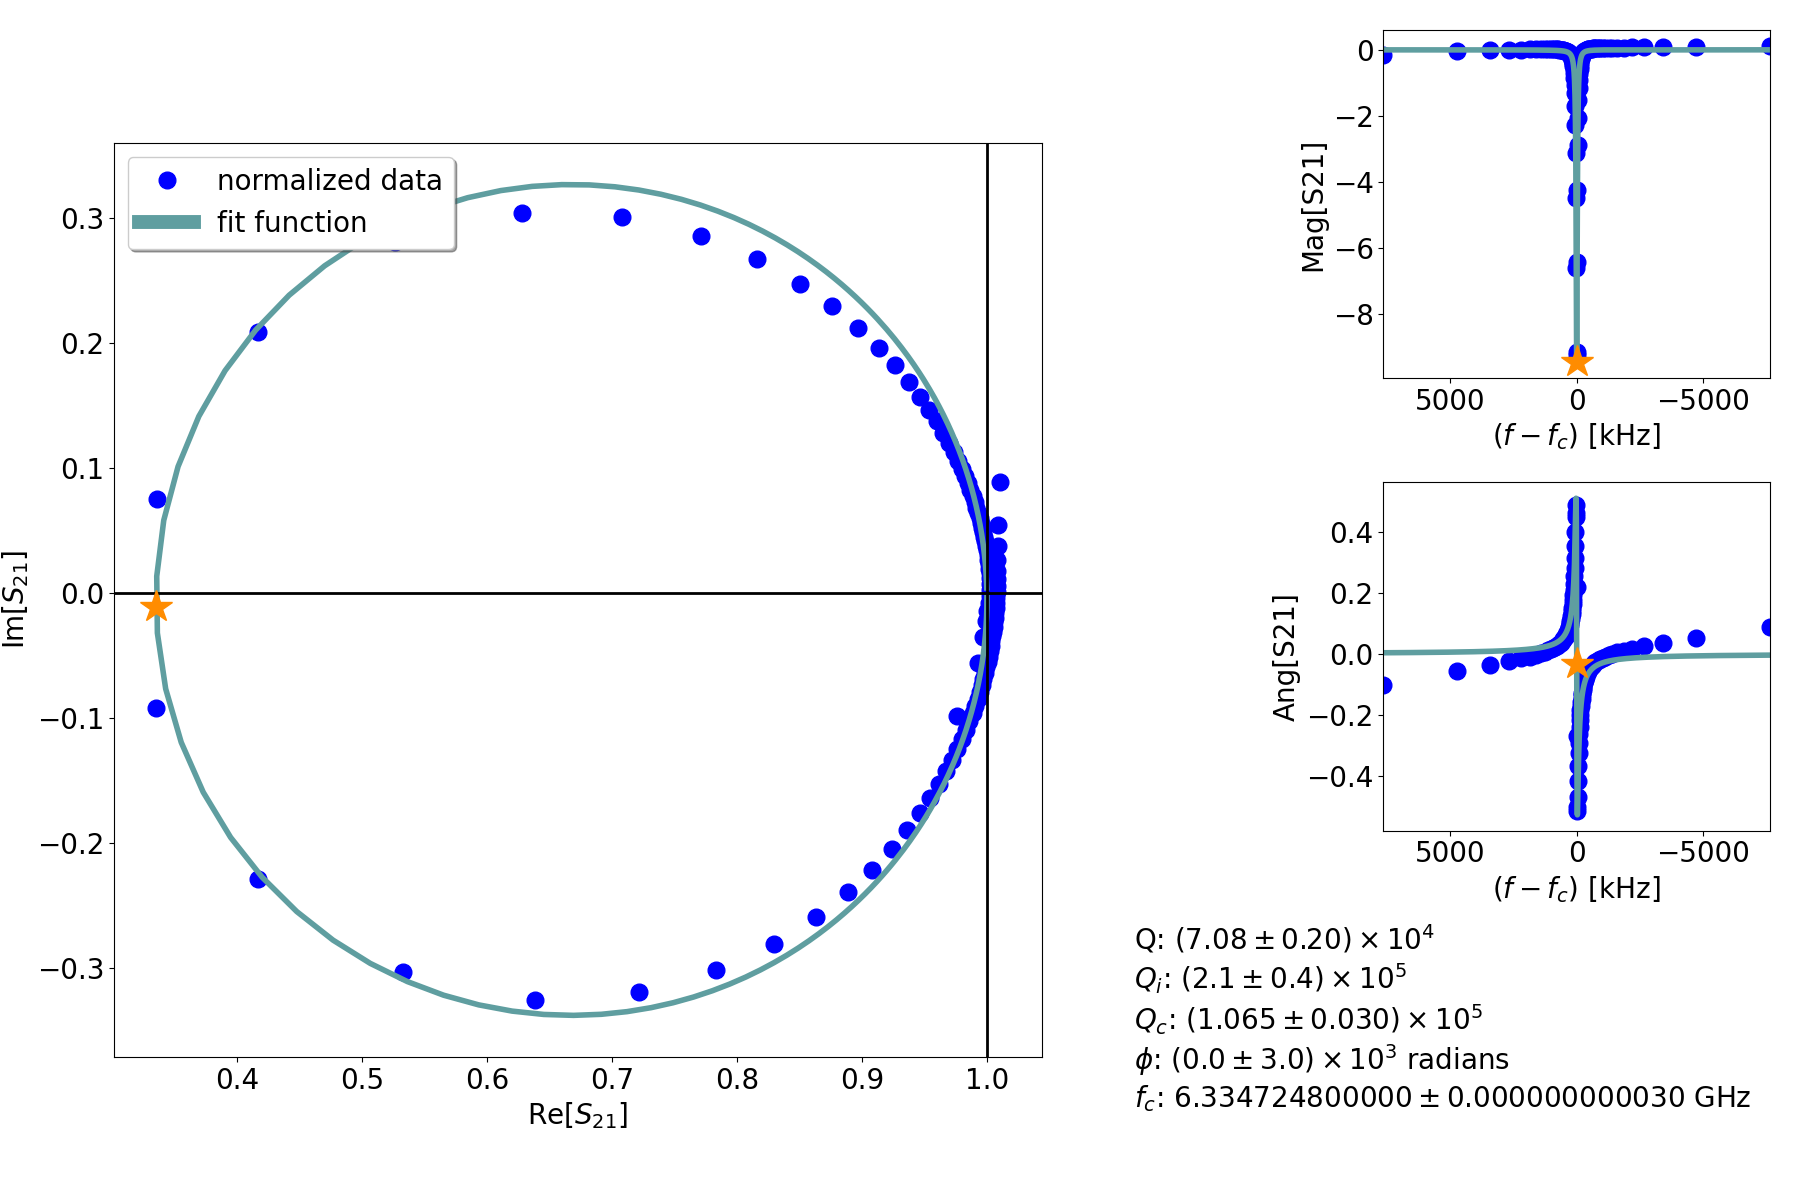 normalized data
fit function
0.3
0.2
0.1
0.0
−0.1
−0.2
−0.3
Im[S21]
0.4 0.5 0.6 0.7 0.8 0.9 1.0
Re[S21]
0
−2
−4
−6
−8
Mag[S21]
5000 0 −5000
(f − fc) [kHz]
0.4
0.2
0.0
−0.2
−0.4
Ang[S21]
5000 0 −5000
(f − fc) [kHz]
Q: (7.08 ± 0.20) × 10^4
Qi: (2.1 ± 0.4) × 10^5
Qc: (1.065 ± 0.030) × 10^5
ϕ: (0.0 ± 3.0) × 10^3 radians
fc: 6.334724800000 ± 0.000000000030 GHz